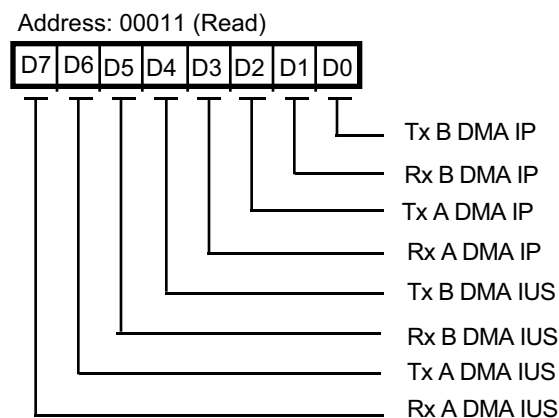 Address: 00011 (Read)
D7 D6 D5 D4 D3 D2 D1 D0
Tx B DMA IP
Rx B DMA IP
Tx A DMA IP
Rx A DMA IP
Tx B DMA IUS
Rx B DMA IUS
Tx A DMA IUS
Rx A DMA IUS